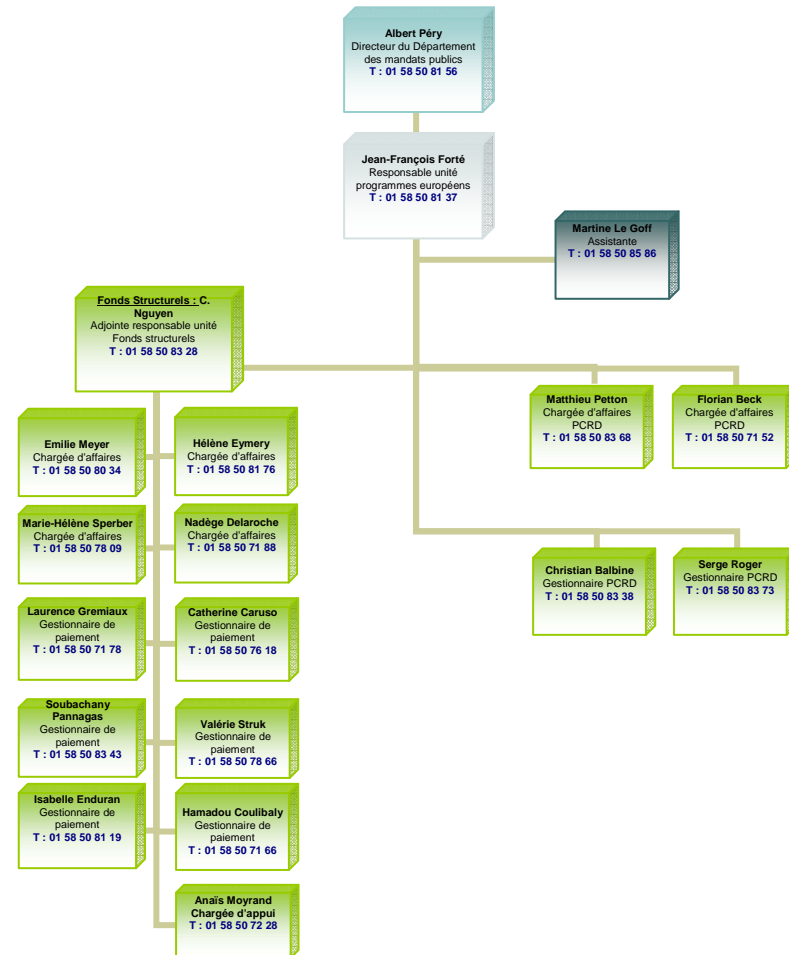 Albert Péry
Directeur du Département
des mandats publics
T : 01 58 50 81 56
Jean-François Forté
Responsable unité
programmes européens
T : 01 58 50 81 37
Martine Le Goff
Assistante
T : 01 58 50 85 86
Fonds Structurels : C.
Nguyen
Adjointe responsable unité
Fonds structurels
T : 01 58 50 83 28
Matthieu Petton
Chargée d'affaires
PCRD
T : 01 58 50 83 68
Florian Beck
Chargée d'affaires
PCRD
T : 01 58 50 71 52
Emilie Meyer
Chargée d'affaires
T : 01 58 50 80 34
Hélène Eymery
Chargée d'affaires
T : 01 58 50 81 76
Marie-Hélène Sperber
Chargée d'affaires
T : 01 58 50 78 09
Nadège Delaroche
Chargée d'affaires
T : 01 58 50 71 88
Christian Balbine
Gestionnaire PCRD
T : 01 58 50 83 38
Serge Roger
Gestionnaire PCRD
T : 01 58 50 83 73
Laurence Gremiaux
Gestionnaire de
paiement
T : 01 58 50 71 78
Catherine Caruso
Gestionnaire de
paiement
T : 01 58 50 76 18
Soubachany
Pannagas
Gestionnaire de
paiement
T : 01 58 50 83 43
Valérie Struk
Gestionnaire de
paiement
T : 01 58 50 78 66
Isabelle Enduran
Gestionnaire de
paiement
T : 01 58 50 81 19
Hamadou Coulibaly
Gestionnaire de
paiement
T : 01 58 50 71 66
Anaïs Moyrand
Chargée d'appui
T : 01 58 50 72 28